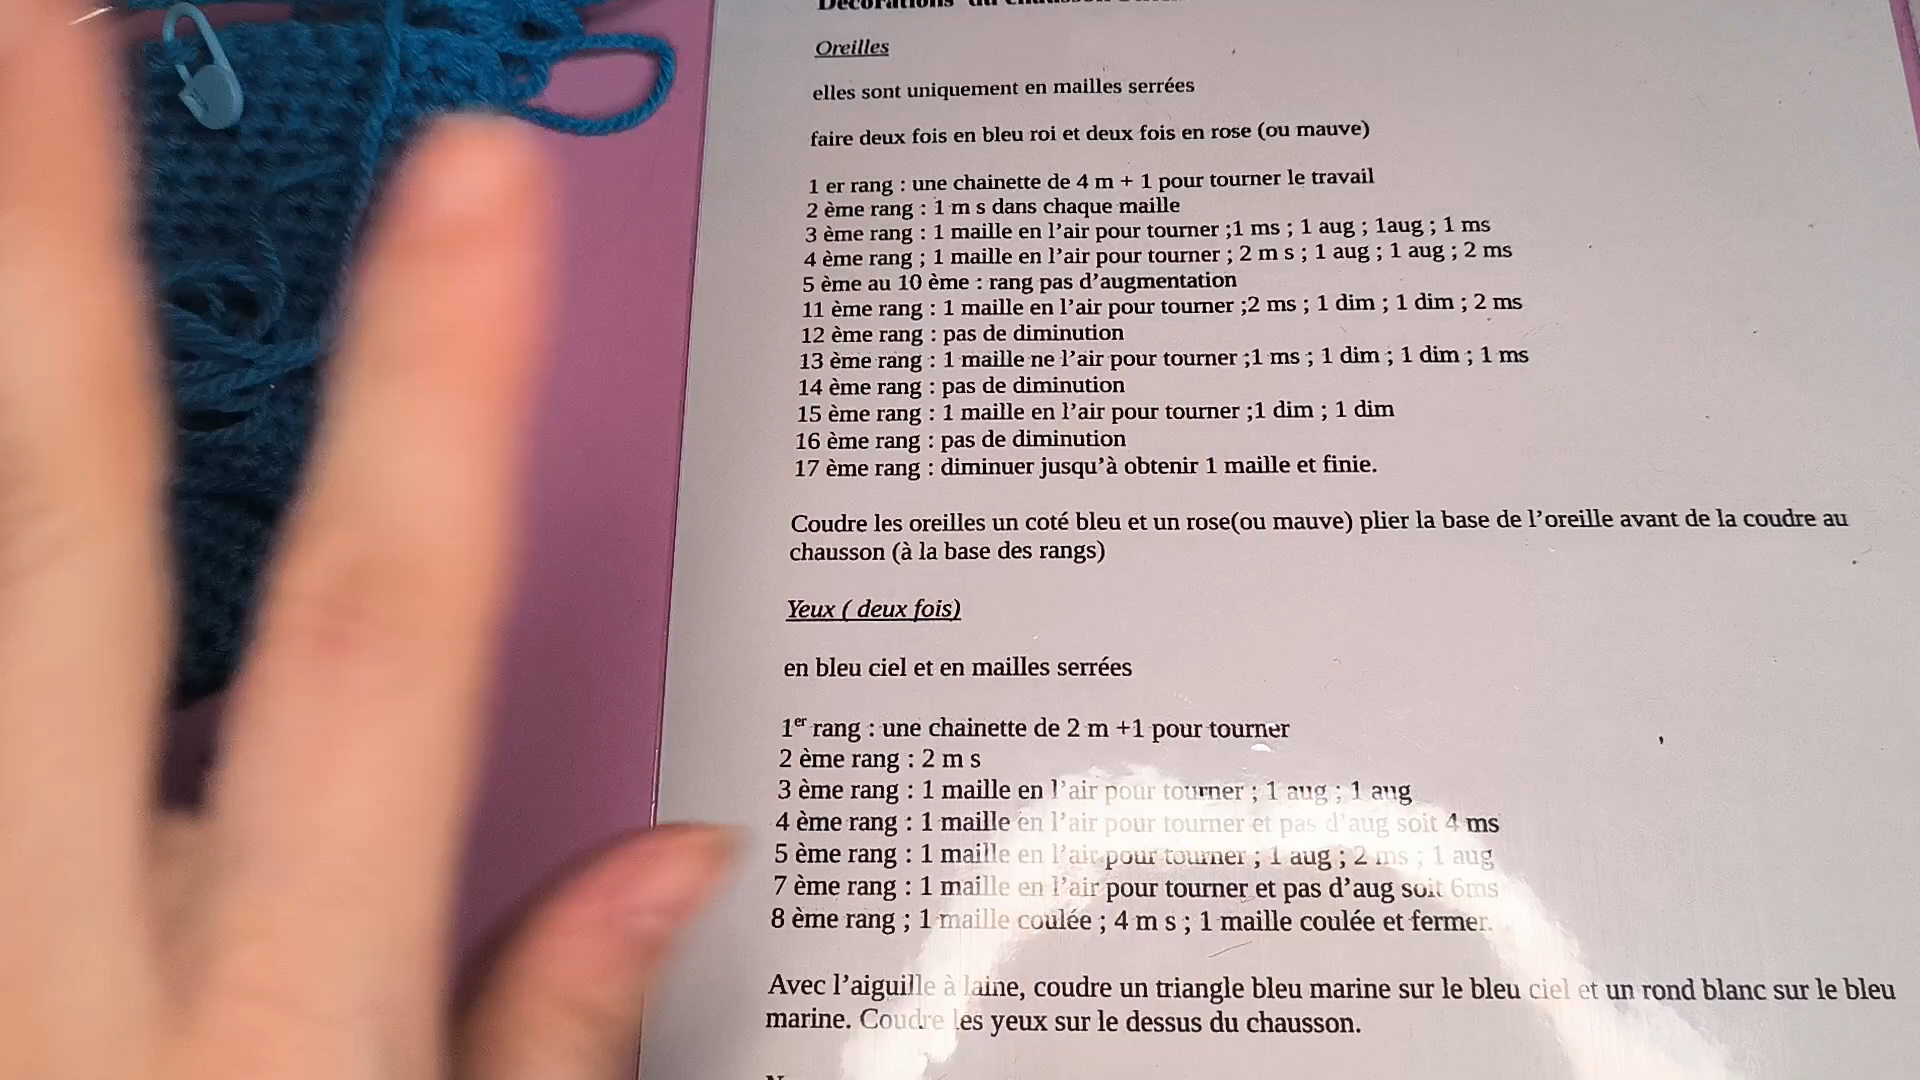 Décorations du chausson
Oreilles
elles sont uniquement en mailles serrées
faire deux fois en bleu roi et deux fois en rose (ou mauve)
1 er rang : une chainette de 4 m + 1 pour tourner le travail
2 ème rang : 1 m s dans chaque maille
3 ème rang : 1 maille en l'air pour tourner ;1 ms ; 1 aug ; 1aug ; 1 ms
4 ème rang ; 1 maille en l'air pour tourner ; 2 m s ; 1 aug ; 1 aug ; 2 ms
5 ème au 10 ème : rang pas d'augmentation
11 ème rang : 1 maille en l'air pour tourner ;2 ms ; 1 dim ; 1 dim ; 2 ms
12 ème rang : pas de diminution
13 ème rang : 1 maille ne l'air pour tourner ;1 ms ; 1 dim ; 1 dim ; 1 ms
14 ème rang : pas de diminution
15 ème rang : 1 maille en l'air pour tourner ;1 dim ; 1 dim
16 ème rang : pas de diminution
17 ème rang : diminuer jusqu'à obtenir 1 maille et finie.
Coudre les oreilles un coté bleu et un rose(ou mauve) plier la base de l'oreille avant de la coudre au
chausson (à la base des rangs)
Yeux ( deux fois)
en bleu ciel et en mailles serrées
1er rang : une chainette de 2 m +1 pour tourner
2 ème rang : 2 m s
3 ème rang : 1 maille en l'air pour tourner ; 1 aug ; 1 aug
4 ème rang : 1 maille en l'air pour tourner et pas d'aug soit 4 ms
5 ème rang : 1 maille en l'air pour tourner ; 1 aug ; 2 ms ; 1 aug
7 ème rang : 1 maille en l'air pour tourner et pas d'aug soit 6ms
8 ème rang ; 1 maille coulée ; 4 m s ; 1 maille coulée et fermer.
Avec l'aiguille à laine, coudre un triangle bleu marine sur le bleu ciel et un rond blanc sur le bleu
marine. Coudre les yeux sur le dessus du chausson.